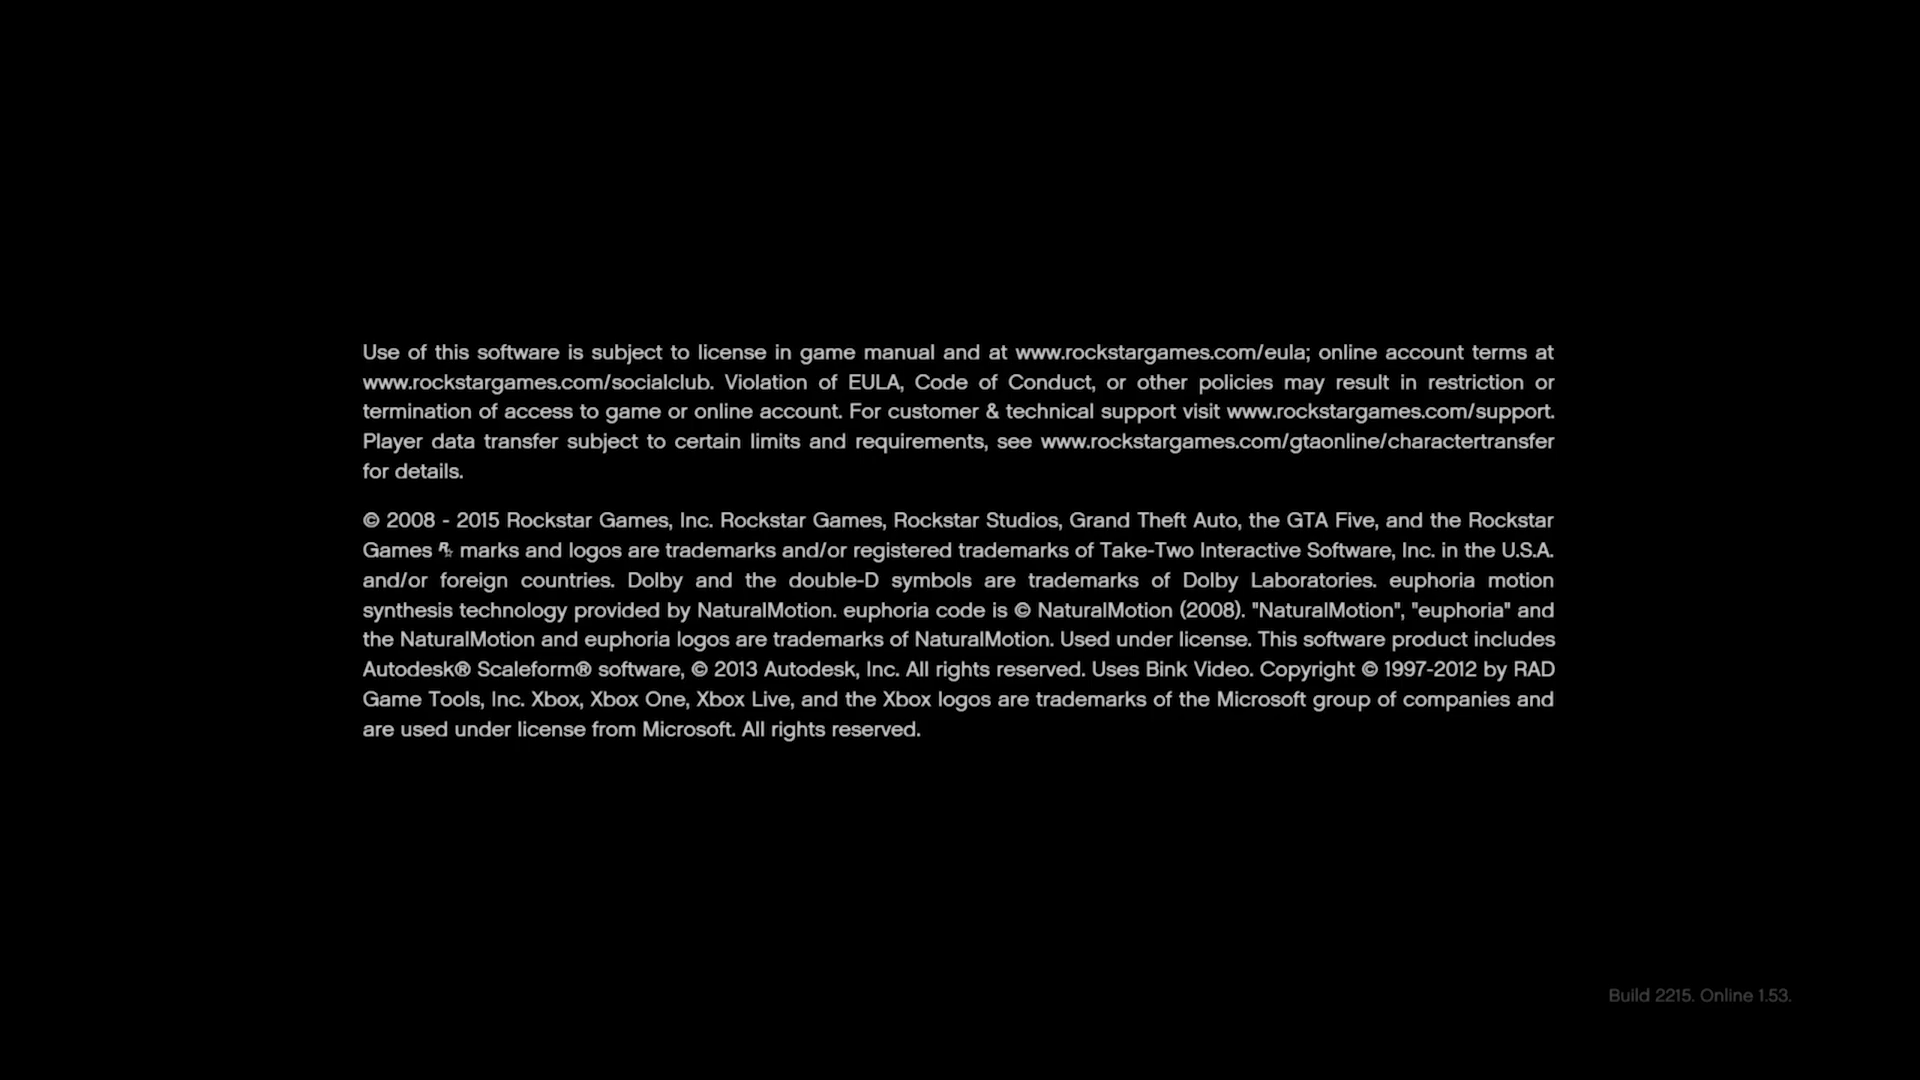 Use of this software is subject to license in game manual and at www.rockstargames.com/eula; online account terms at
www.rockstargames.com/socialclub. Violation of EULA, Code of Conduct, or other policies may result in restriction or
termination of access to game or online account. For customer & technical support visit www.rockstargames.com/support.
Player data transfer subject to certain limits and requirements, see www.rockstargames.com/gtaonline/charactertransfer
for details.
© 2008 - 2015 Rockstar Games, Inc. Rockstar Games, Rockstar Studios, Grand Theft Auto, the GTA Five, and the Rockstar
Games R* marks and logos are trademarks and/or registered trademarks of Take-Two Interactive Software, Inc. in the U.S.A.
and/or foreign countries. Dolby and the double-D symbols are trademarks of Dolby Laboratories. euphoria motion
synthesis technology provided by NaturalMotion. euphoria code is © NaturalMotion (2008). "NaturalMotion", "euphoria" and
the NaturalMotion and euphoria logos are trademarks of NaturalMotion. Used under license. This software product includes
Autodesk® Scaleform® software, © 2013 Autodesk, Inc. All rights reserved. Uses Bink Video. Copyright © 1997-2012 by RAD
Game Tools, Inc. Xbox, Xbox One, Xbox Live, and the Xbox logos are trademarks of the Microsoft group of companies and
are used under license from Microsoft. All rights reserved.
Build 2215. Online 1.53.